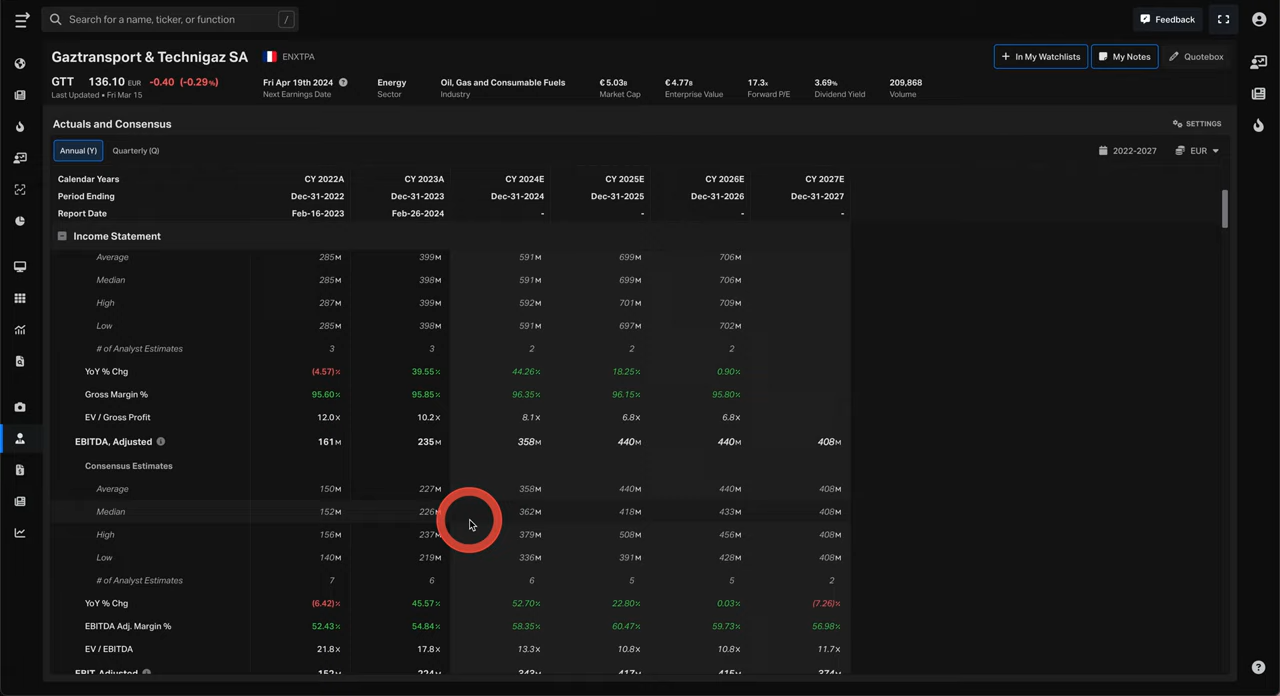 Search for a name, ticker, or function /
Feedback
Gaztransport & Technigaz SA ENXTPA
+ In My Watchlists My Notes Quotebox
GTT 136.10 EUR -0.40 (-0.29%) Fri Apr 19th 2024 Energy Oil, Gas and Consumable Fuels € 5.03B € 4.77B 17.3x 3.69% 209,868
Last Updated • Fri Mar 15 Next Earnings Date Sector Industry Market Cap Enterprise Value Forward P/E Dividend Yield Volume
Actuals and Consensus SETTINGS
Annual (Y) Quarterly (Q) 2022-2027 EUR
Calendar Years CY 2022A CY 2023A CY 2024E CY 2025E CY 2026E CY 2027E
Period Ending Dec-31-2022 Dec-31-2023 Dec-31-2024 Dec-31-2025 Dec-31-2026 Dec-31-2027
Report Date Feb-16-2023 Feb-26-2024 - - - -
Income Statement
Average 285M 399M 591M 699M 706M
Median 285M 398M 591M 699M 706M
High 287M 399M 592M 701M 709M
Low 285M 398M 591M 697M 702M
# of Analyst Estimates 3 3 2 2 2
YoY % Chg (4.57)% 39.55% 44.26% 18.25% 0.90%
Gross Margin % 95.60% 95.85% 96.35% 96.15% 95.80%
EV / Gross Profit 12.0x 10.2x 8.1x 6.8x 6.8x
EBITDA, Adjusted 161M 235M 358M 440M 440M 408M
Consensus Estimates
Average 150M 227M 358M 440M 440M 408M
Median 152M 226M 362M 418M 433M 408M
High 156M 237M 379M 508M 456M 408M
Low 140M 219M 336M 391M 428M 408M
# of Analyst Estimates 7 6 6 5 5 2
YoY % Chg (6.42)% 45.57% 52.70% 22.80% 0.03% (7.26)%
EBITDA Adj. Margin % 52.43% 54.84% 58.35% 60.47% 59.73% 56.98%
EV / EBITDA 21.8x 17.8x 13.3x 10.8x 10.8x 11.7x
EBIT, Adjusted 152M 224M 343M 417M 415M 374M